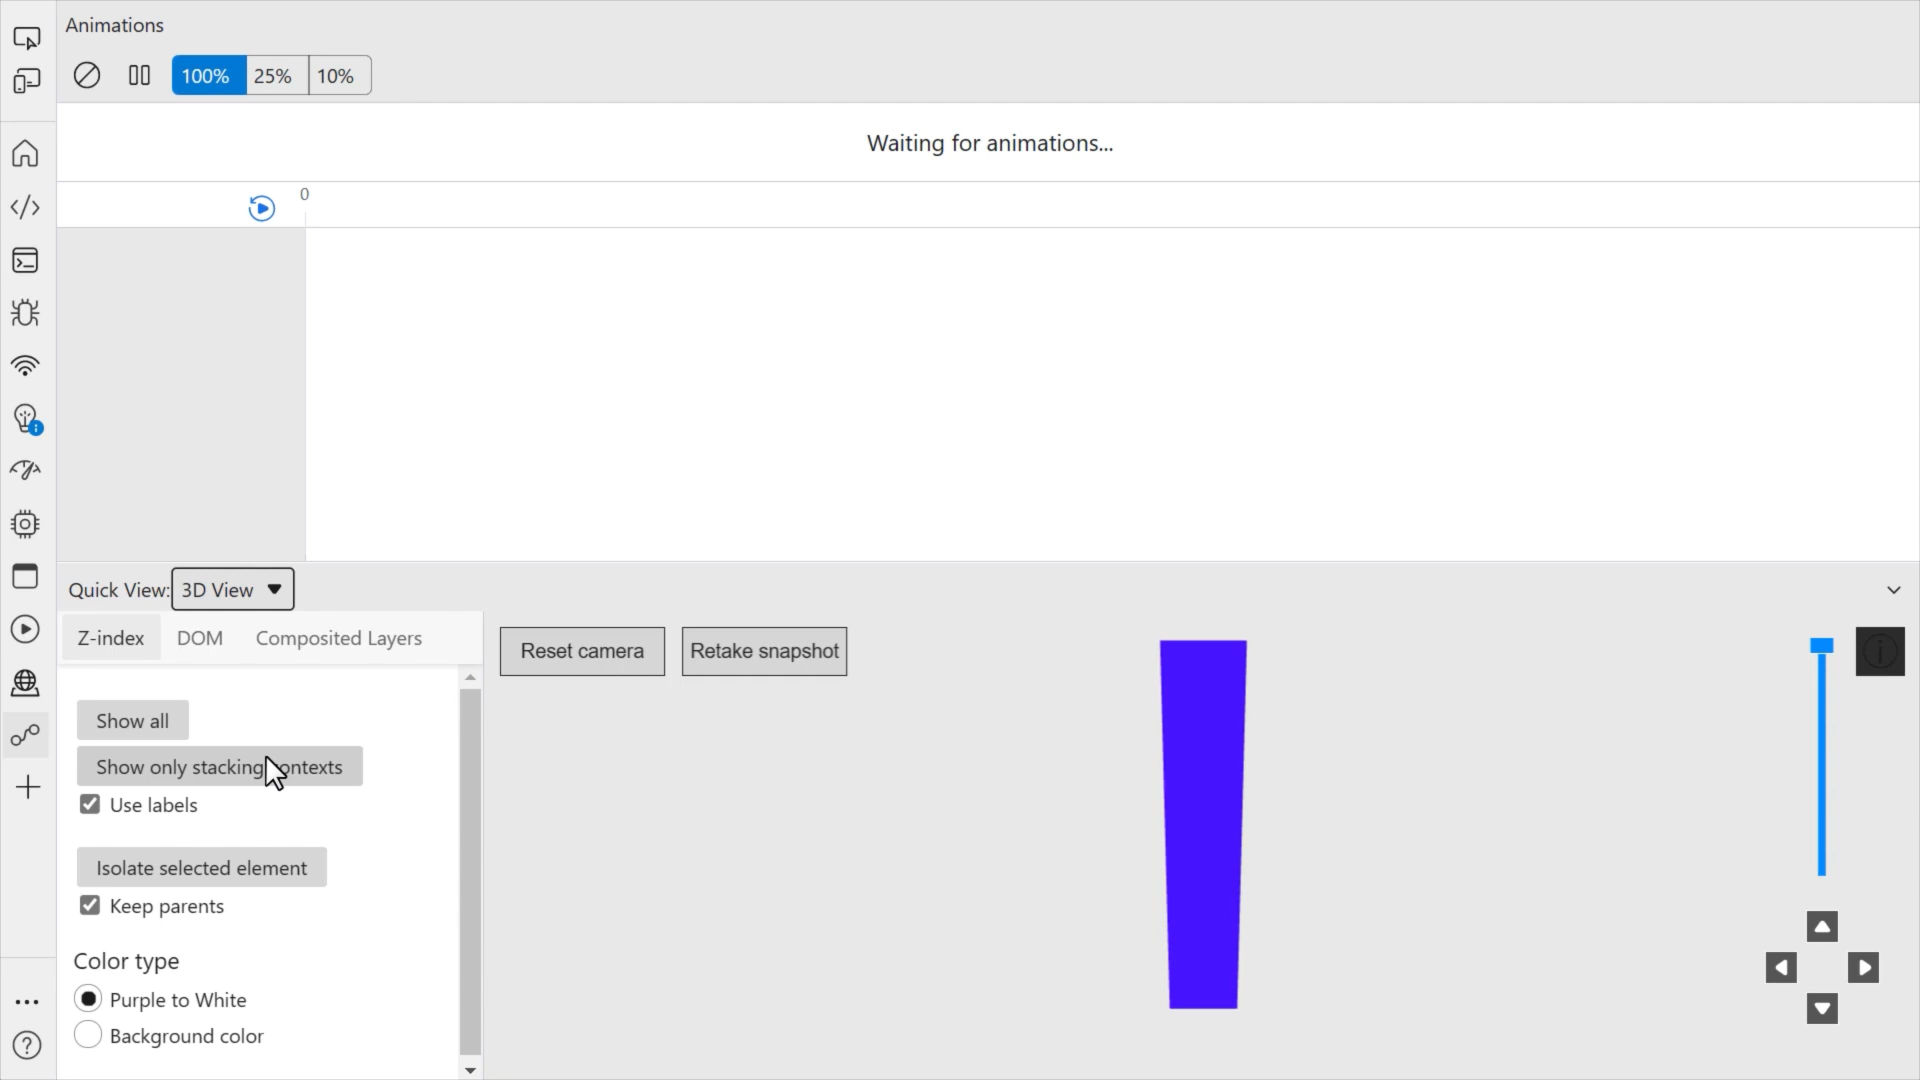 Animations
100% 25% 10%
Waiting for animations...
0
Quick View: 3D View
Z-index DOM Composited Layers
Reset camera Retake snapshot
Show all
Show only stacking contexts
Use labels
Isolate selected element
Keep parents
Color type
Purple to White
Background color